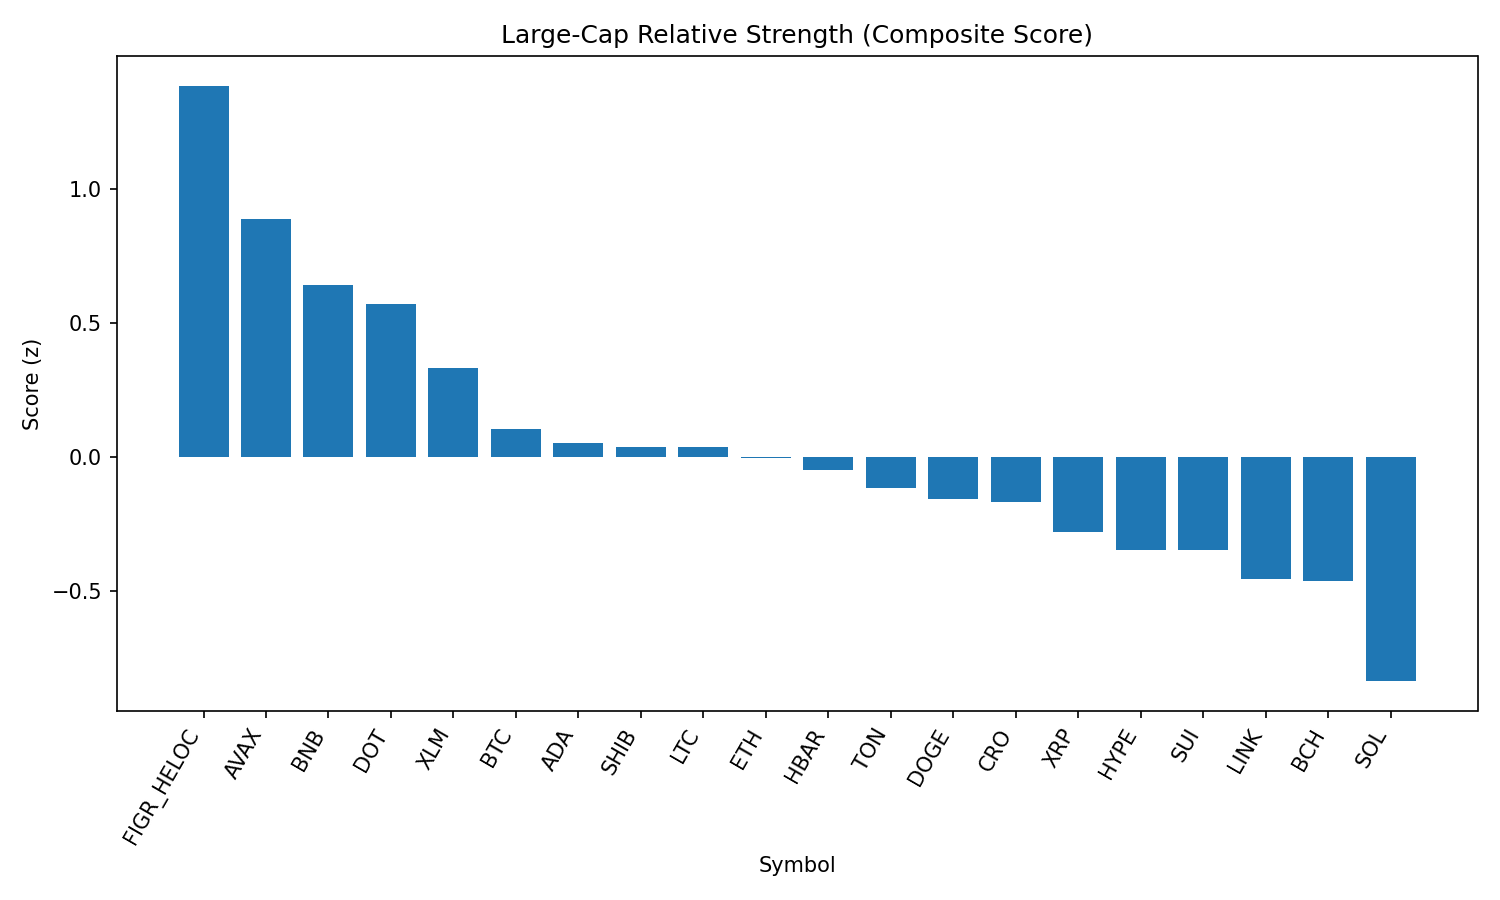 Large-Cap Relative Strength (Composite Score)
Score (z)
1.0
0.5
0.0
−0.5
FIGR_HELOC
AVAX
BNB
DOT
XLM
BTC
ADA
SHIB
LTC
ETH
HBAR
TON
DOGE
CRO
XRP
HYPE
SUI
LINK
BCH
SOL
Symbol